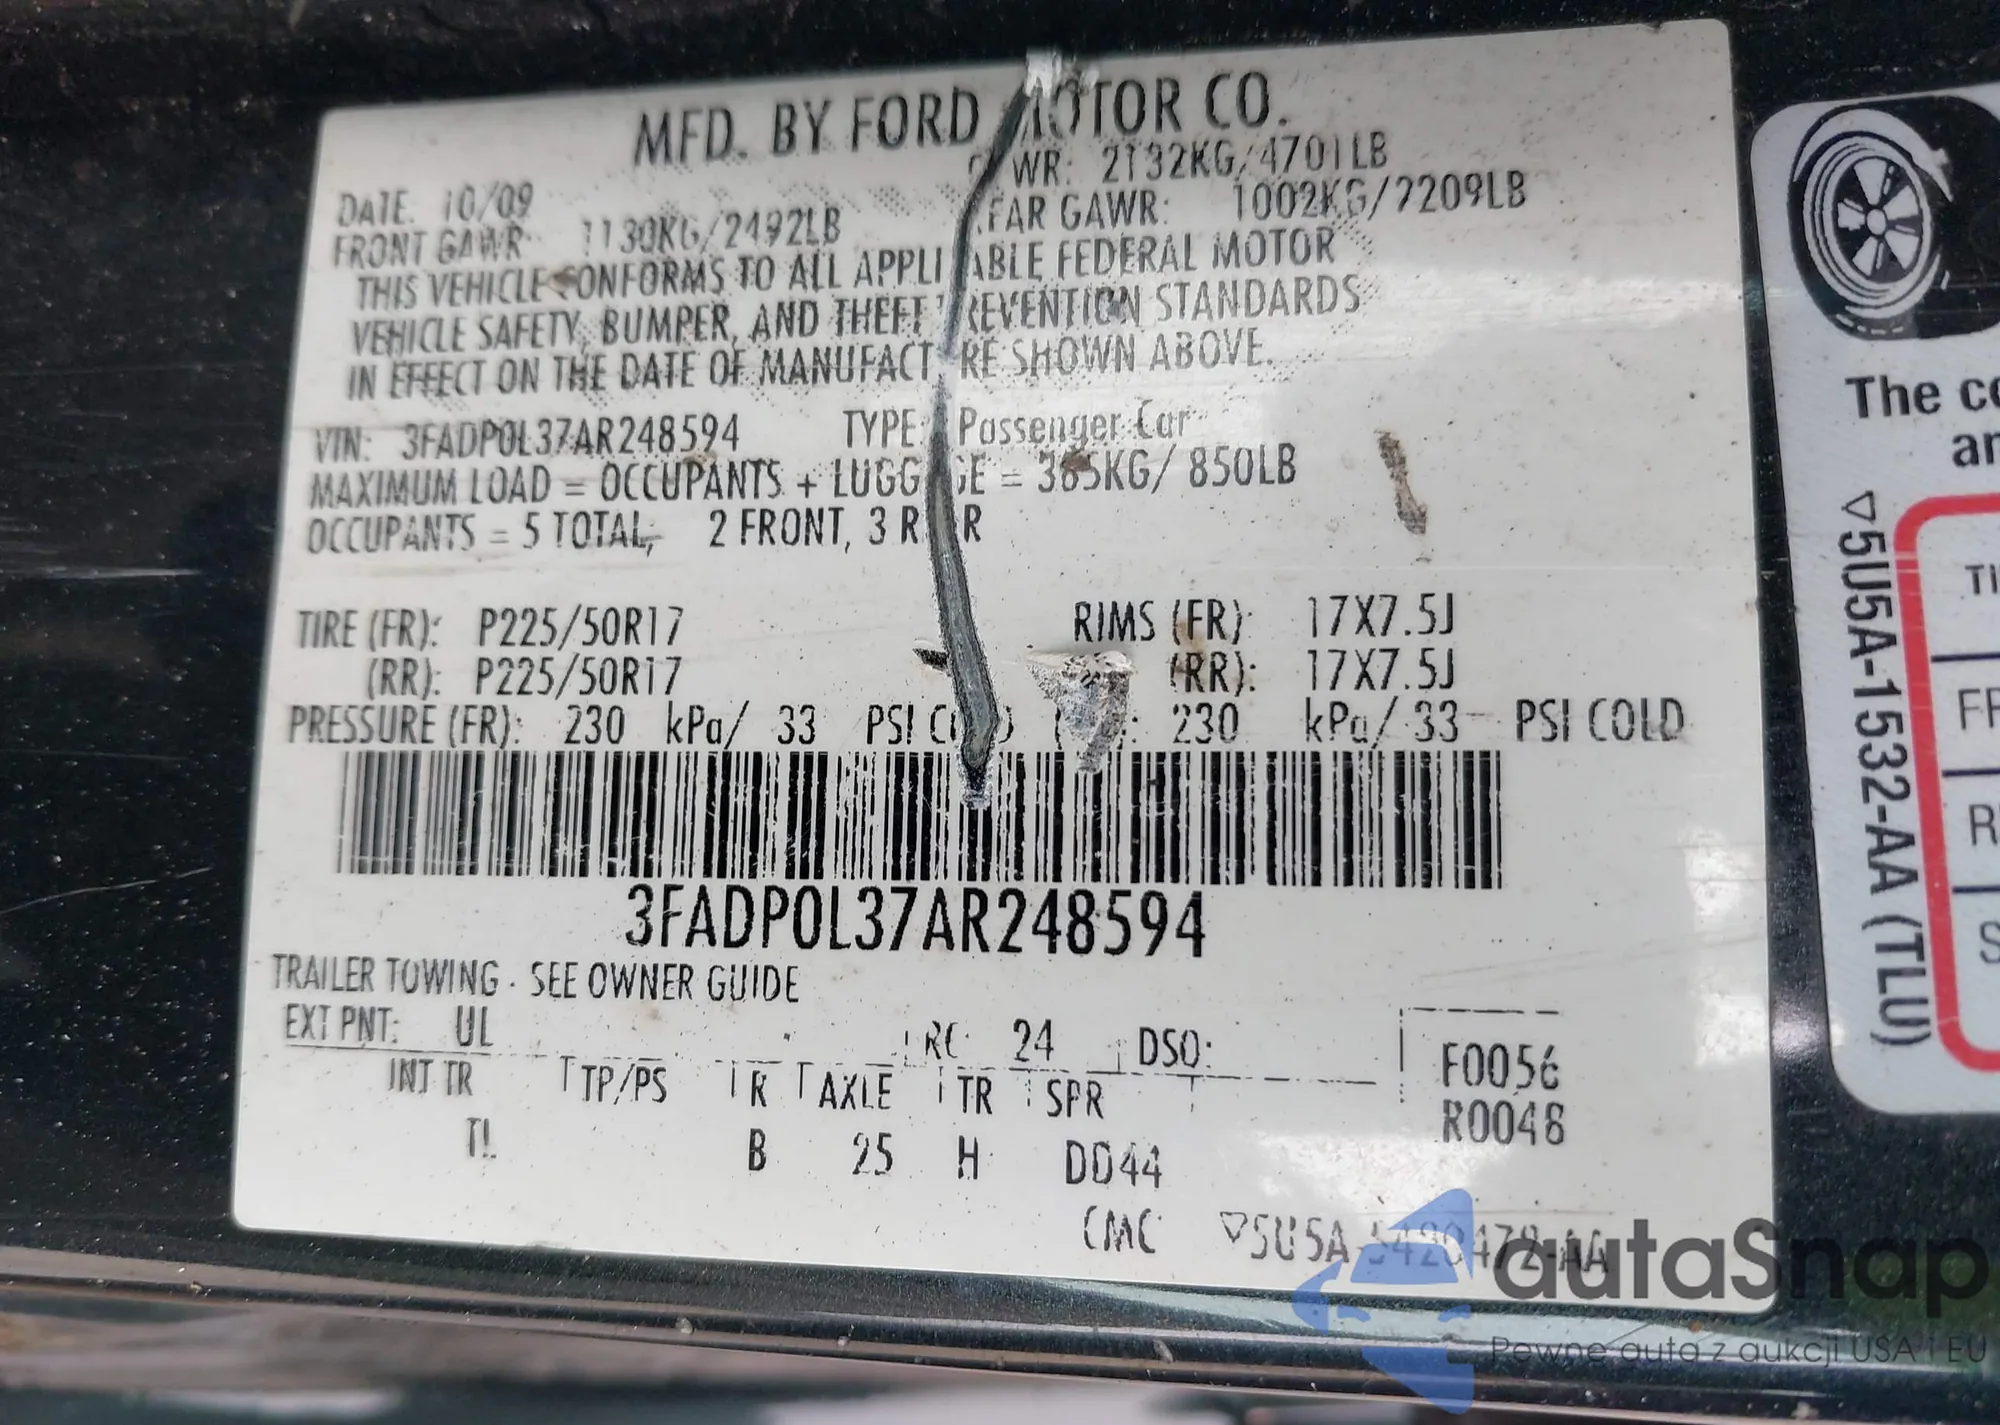 MFD. BY FORD MOTOR CO.
DATE. 10/09 GVWR: 2132KG/4701LB
FRONT GAWR: 1130KG/2492LB REAR GAWR: 1002KG/2209LB
THIS VEHICLE CONFORMS TO ALL APPLICABLE FEDERAL MOTOR
VEHICLE SAFETY, BUMPER, AND THEFT PREVENTION STANDARDS
IN EFFECT ON THE DATE OF MANUFACTURE SHOWN ABOVE.
VIN: 3FADP0L37AR248594 TYPE: Passenger Car
MAXIMUM LOAD = OCCUPANTS + LUGGAGE = 385KG/ 850LB
OCCUPANTS = 5 TOTAL, 2 FRONT, 3 REAR
TIRE (FR): P225/50R17 RIMS (FR): 17X7.5J
(RR): P225/50R17 (RR): 17X7.5J
PRESSURE (FR): 230 kPa/ 33 PSI COLD (RR): 230 kPa/ 33 PSI COLD
3FADP0L37AR248594
TRAILER TOWING - SEE OWNER GUIDE
EXT PNT: UL RC: 24 DSO:
F0056
INT TR TP/PS R AXLE TR SPR
R0048
TL B 25 H DD44
CMC ▽5U5A-5420472-AA
The
▽5U5A-1532-AA (TLU)
autaSnap
Pewne auta z aukcji USA i EU